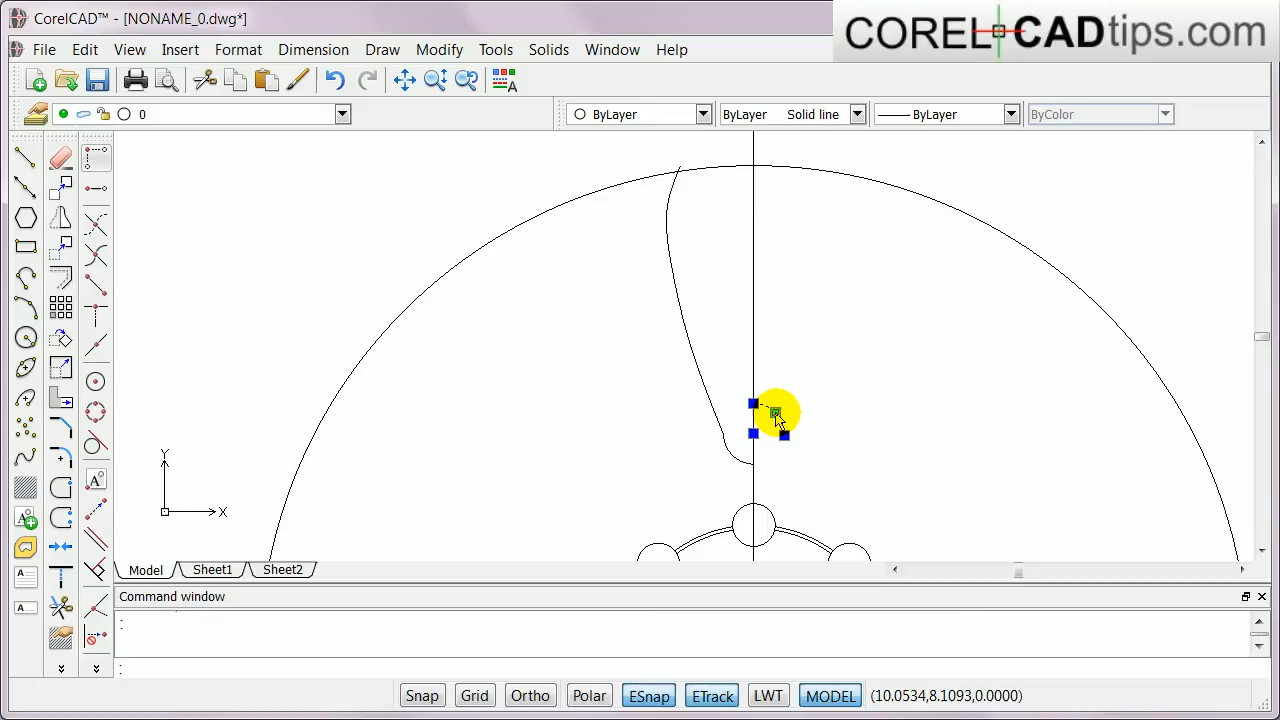 CorelCAD™ - [NONAME_0.dwg*]
COREL CADtips.com
File Edit View Insert Format Dimension Draw Modify Tools Solids Window Help
0 ByLayer ByLayer Solid line ByLayer ByColor
Y
X
Model Sheet1 Sheet2
Command window
:
:
Snap Grid Ortho Polar ESnap ETrack LWT MODEL (10.0534,8.1093,0.0000)